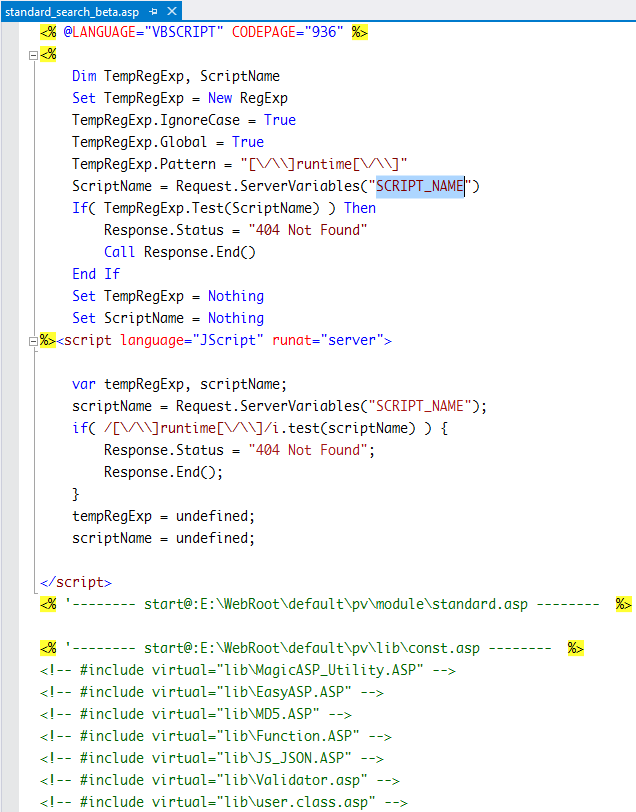 standard_search_beta.asp
<% @LANGUAGE="VBSCRIPT" CODEPAGE="936" %>
<%
Dim TempRegExp, ScriptName
Set TempRegExp = New RegExp
TempRegExp.IgnoreCase = True
TempRegExp.Global = True
TempRegExp.Pattern = "[\/\\]runtime[\/\\]"
ScriptName = Request.ServerVariables("SCRIPT_NAME")
If( TempRegExp.Test(ScriptName) ) Then
Response.Status = "404 Not Found"
Call Response.End()
End If
Set TempRegExp = Nothing
Set ScriptName = Nothing
%><script language="JScript" runat="server">
var tempRegExp, scriptName;
scriptName = Request.ServerVariables("SCRIPT_NAME");
if( /[\/\\]runtime[\/\\]/i.test(scriptName) ) {
Response.Status = "404 Not Found";
Response.End();
}
tempRegExp = undefined;
scriptName = undefined;
</script>
<% '-------- start@:E:\WebRoot\default\pv\module\standard.asp -------- %>
<% '-------- start@:E:\WebRoot\default\pv\lib\const.asp -------- %>
<!-- #include virtual="lib\MagicASP_Utility.ASP" -->
<!-- #include virtual="lib\EasyASP.ASP" -->
<!-- #include virtual="lib\MD5.ASP" -->
<!-- #include virtual="lib\Function.ASP" -->
<!-- #include virtual="lib\JS_JSON.ASP" -->
<!-- #include virtual="lib\Validator.asp" -->
<!-- #include virtual="lib\user.class.asp" -->